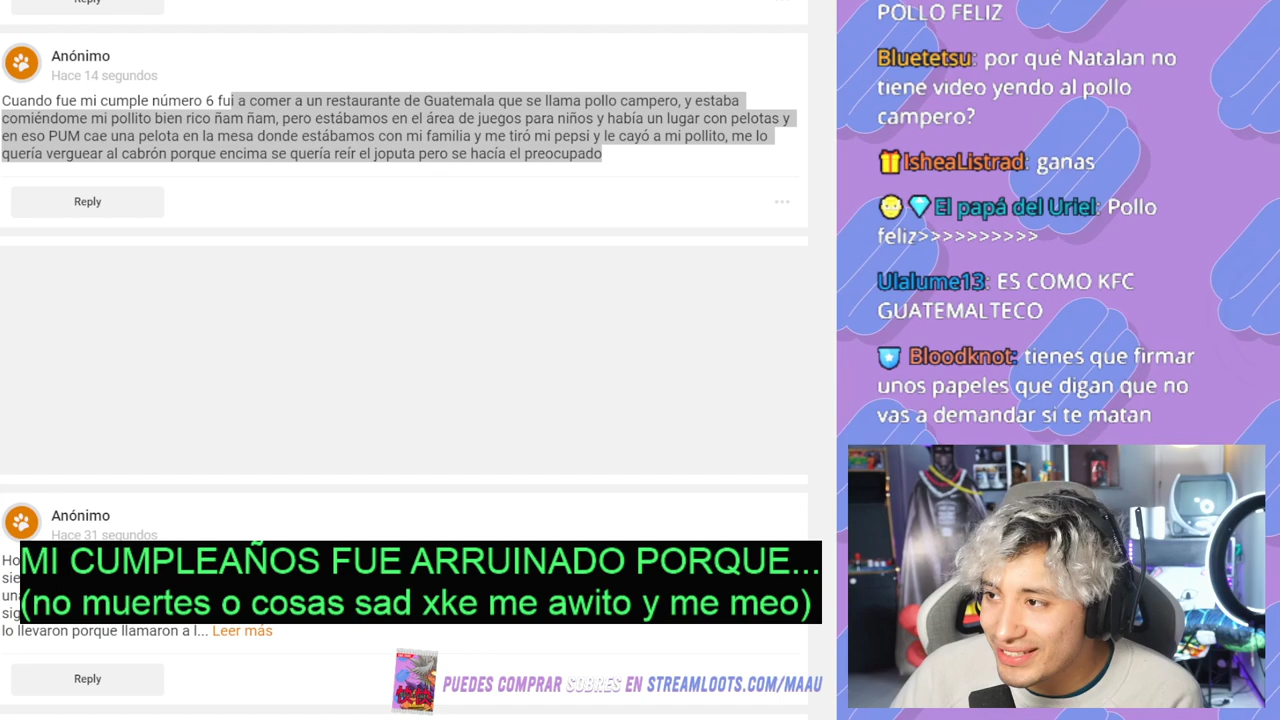 Reply
Anónimo
Hace 14 segundos
Cuando fue mi cumple número 6 fui a comer a un restaurante de Guatemala que se llama pollo campero, y estaba
comiéndome mi pollito bien rico ñam ñam, pero estábamos en el área de juegos para niños y había un lugar con pelotas y
en eso PUM cae una pelota en la mesa donde estábamos con mi familia y me tiró mi pepsi y le cayó a mi pollito, me lo
quería verguear al cabrón porque encima se quería reír el joputa pero se hacía el preocupado
Reply
Anónimo
Hace 31 segundos
lo llevaron porque llamaron a l... Leer más
Reply
MI CUMPLEAÑOS FUE ARRUINADO PORQUE...
(no muertes o cosas sad xke me awito y me meo)
PUEDES COMPRAR SOBRES EN STREAMLOOTS.COM/MAAU
POLLO FELIZ
Bluetetsu: por qué Natalan no
tiene video yendo al pollo
campero?
IsheaListrad: ganas
El papá del Uriel: Pollo
feliz>>>>>>>>>>
Ulalume13: ES COMO KFC
GUATEMALTECO
Bloodknot: tienes que firmar
unos papeles que digan que no
vas a demandar si te matan